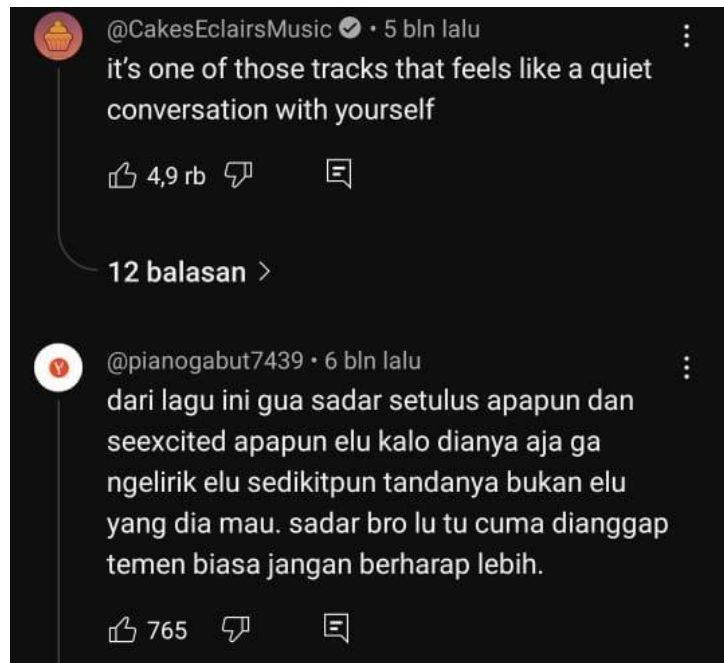 @CakesEclairsMusic • 5 bln lalu
it’s one of those tracks that feels like a quiet
conversation with yourself
4,9 rb
12 balasan >
@pianogabut7439 • 6 bln lalu
dari lagu ini gua sadar setulus apapun dan
seexcited apapun elu kalo dianya aja ga
ngelirik elu sedikitpun tandanya bukan elu
yang dia mau. sadar bro lu tu cuma dianggap
temen biasa jangan berharap lebih.
765